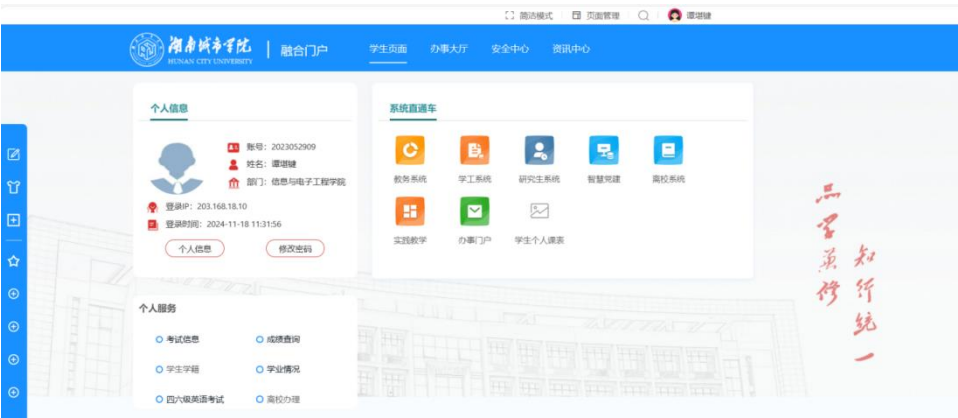 简洁模式 页面管理 谭堪键
湖南城市学院
HUNAN CITY UNIVERSITY
融合门户 学生页面 办事大厅 安全中心 资讯中心
个人信息
账号：2023052909
姓名：谭堪键
部门：信息与电子工程学院
登录IP：203.168.18.10
登录时间：2024-11-18 11:31:56
个人信息 修改密码
系统直通车
教务系统 学工系统 研究生系统 智慧党建 离校系统
实践教学 办事门户 学生个人课表
个人服务
考试信息 成绩查询
学生学籍 学业情况
四六级英语考试 离校办理
知行统一